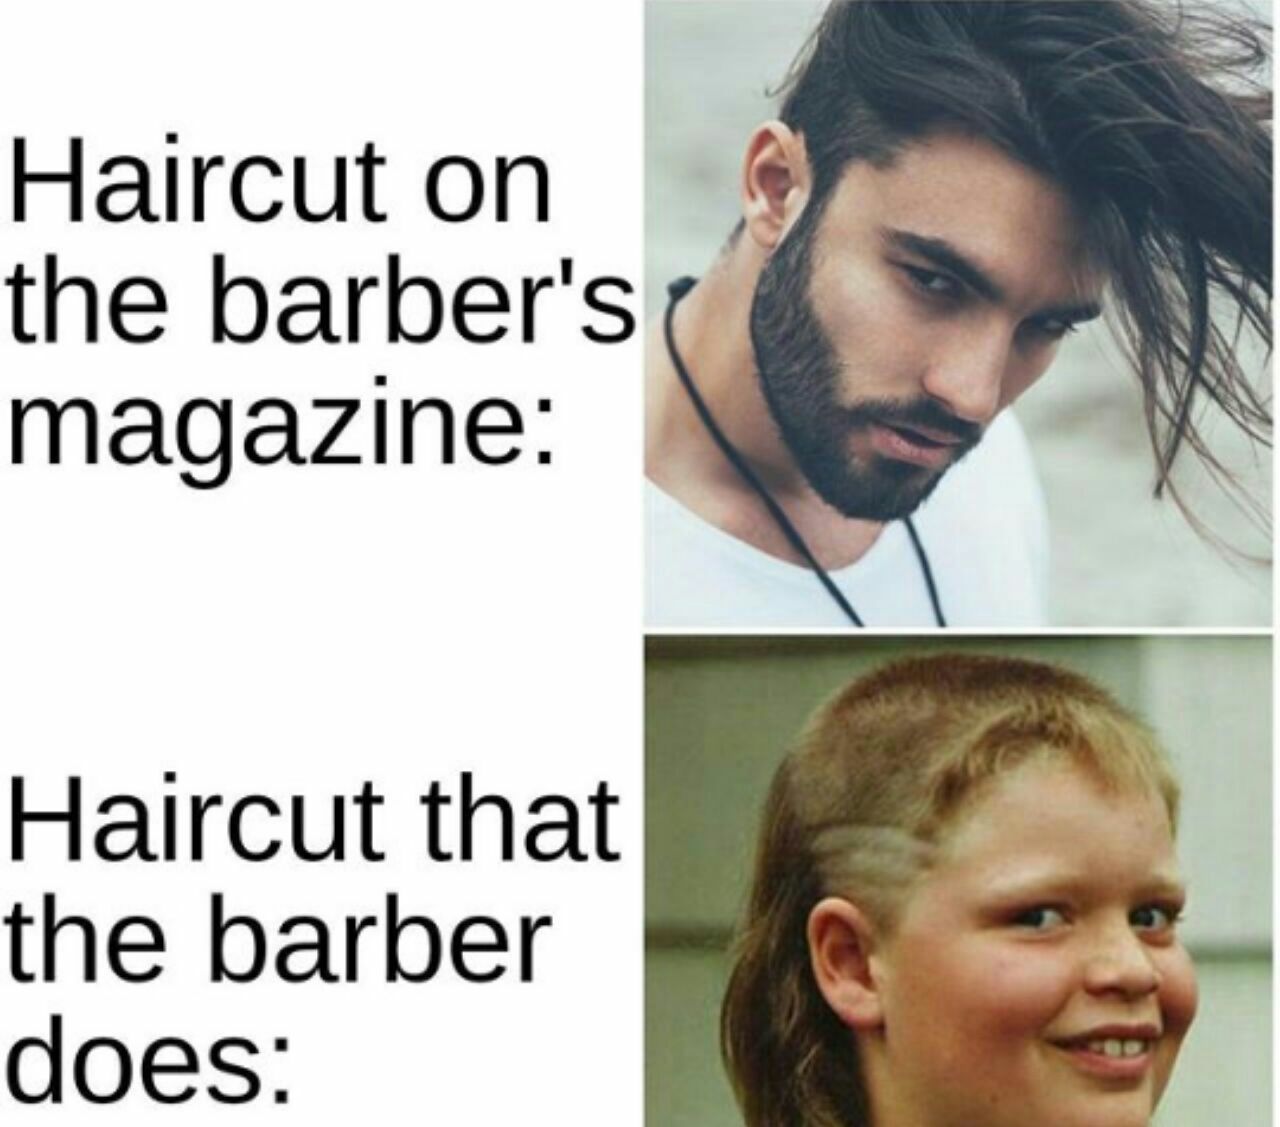 Haircut on
the barber's
magazine:
Haircut that
the barber
does: